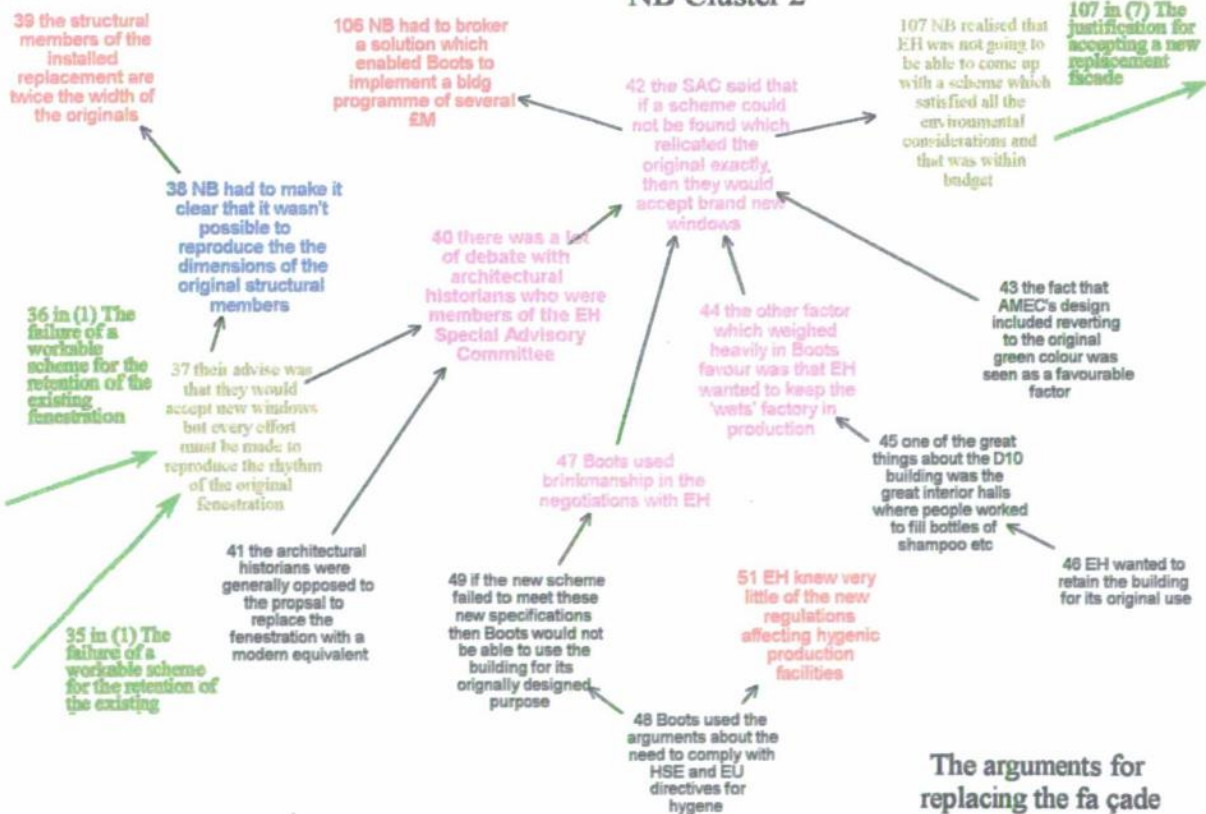 NB Cluster 2
39 the structural
members of the
installed
replacement are
twice the width of
the originals
106 NB had to broker
a solution which
enabled Boots to
implement a bldg
programme of several
£M
42 the SAC said that
if a scheme could
not be found which
relicated the
original exactly,
then they would
accept brand new
windows
107 NB realised that
EH was not going to
be able to come up
with a scheme which
satisfied all the
environmental
considerations and
that was within
budget
107 in (7) The
justification for
accepting a new
replacement
facade
38 NB had to make it
clear that it wasn't
possible to
reproduce the the
dimensions of the
original structural
members
40 there was a lot
of debate with
architectural
historians who were
members of the EH
Special Advisory
Committee
36 in (1) The
failure of a
workable
scheme for the
retention of the
existing
fenestration
37 their advise was
that they would
accept new windows
but every effort
must be made to
reproduce the rhythm
of the original
fenestration
44 the other factor
which weighed
heavily in Boots
favour was that EH
wanted to keep the
'wets' factory in
production
43 the fact that
AMEC's design
included reverting
to the original
green colour was
seen as a favourable
factor
47 Boots used
brinkmanship in the
negotiations with EH
45 one of the great
things about the D10
building was the
great interior halls
where people worked
to fill bottles of
shampoo etc
46 EH wanted to
retain the building
for its original use
41 the architectural
historians were
generally opposed to
the propsal to
replace the
fenestration with a
modern equivalent
49 if the new scheme
failed to meet these
new specifications
then Boots would not
be able to use the
building for its
orignally designed
purpose
51 EH knew very
little of the new
regulations
affecting hygenic
production
facilities
35 in (1) The
failure of a
workable scheme
for the retention of
the existing
48 Boots used the
arguments about the
need to comply with
HSE and EU
directives for
hygene
The arguments for
replacing the fa çade